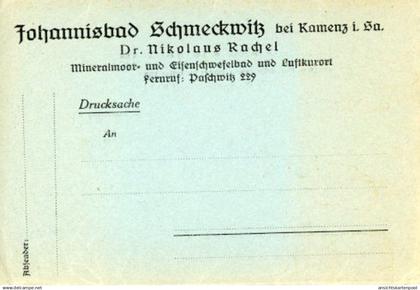 Johannisbad Schmeckwitz bei Kamenz i. Sa.
Dr. Nikolaus Rachel
Mineralmoor- und Eisenschwefelbad und Luftkurort
Fernruf: Paschwitz 229
Drucksache
An
Absender: